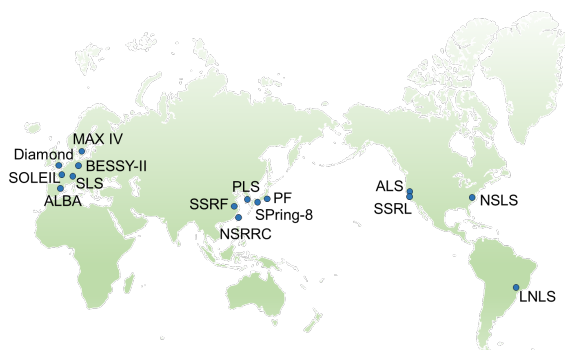 MAX IV
Diamond
BESSY-II
SOLEIL
SLS
ALBA
PLS
PF
SSRF
SPring-8
NSRRC
ALS
SSRL
NSLS
LNLS